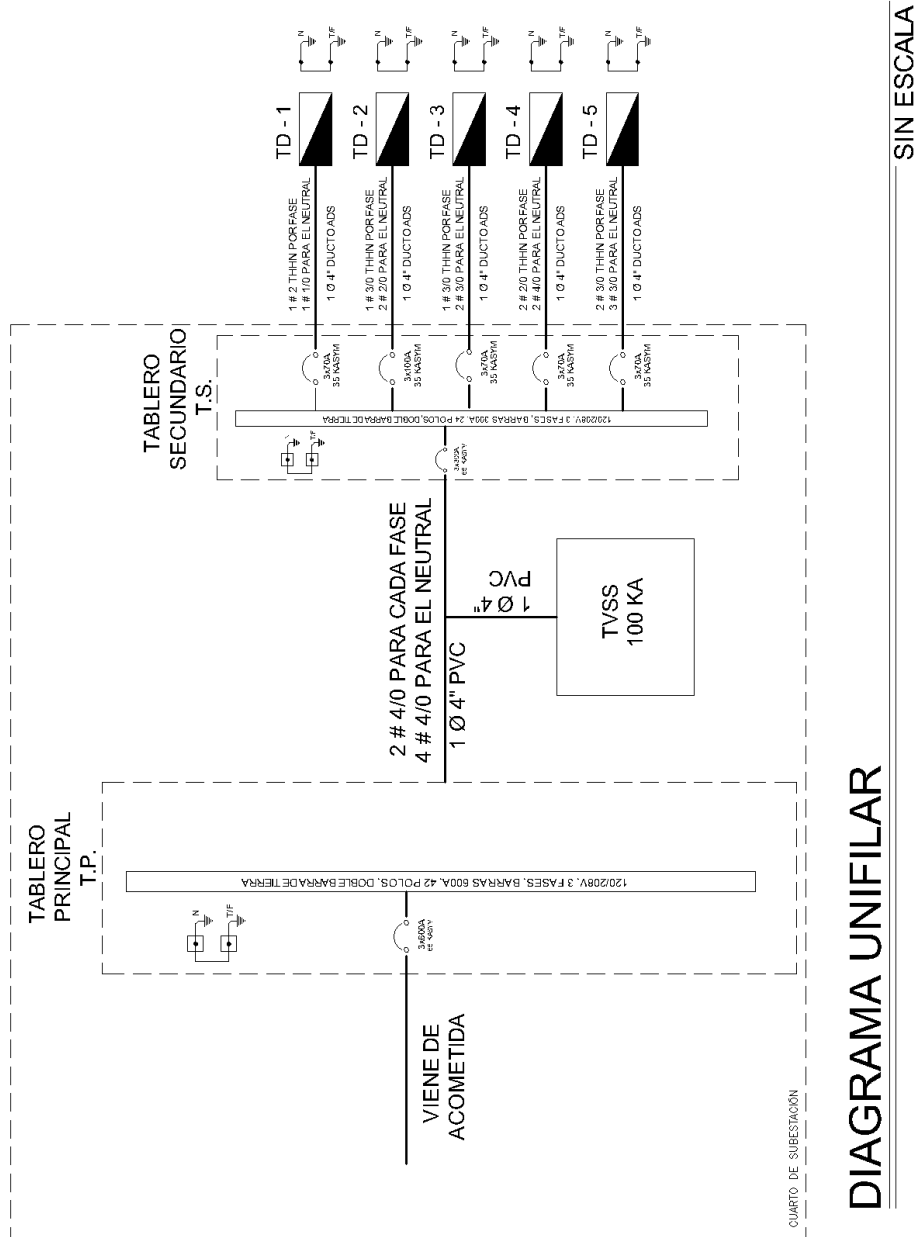 CUARTO DE SUBESTACIÓN
VIENE DE
ACOMETIDA
TABLERO
PRINCIPAL
T.P.
N
T/F
3x600A
120/208V. 3 FASES, BARRAS 600A, 42 POLOS, DOBLE BARRA DE TIERRA
2 # 4/0 PARA CADA FASE
4 # 4/0 PARA EL NEUTRAL
1 Ø 4" PVC
1 Ø 4"
PVC
TVSS
100 KA
TABLERO
SECUNDARIO
T.S.
T/F
120/208V. 3 FASES, BARRAS 300A, 24 POLOS, DOBLE BARRA DE TIERRA
3x70A
35 KASYM
3x100A
35 KASYM
3x70A
35 KASYM
3x70A
35 KASYM
3x70A
35 KASYM
1 # 2 THHN POR FASE
1 # 1/0 PARA EL NEUTRAL
1 Ø 4" DUCTO ADS
TD - 1
N
T/F
1 # 3/0 THHN POR FASE
2 # 2/0 PARA EL NEUTRAL
1 Ø 4" DUCTO ADS
TD - 2
N
T/F
1 # 3/0 THHN POR FASE
2 # 3/0 PARA EL NEUTRAL
1 Ø 4" DUCTO ADS
TD - 3
N
T/F
2 # 2/0 THHN POR FASE
2 # 4/0 PARA EL NEUTRAL
1 Ø 4" DUCTO ADS
TD - 4
N
T/F
2 # 3/0 THHN POR FASE
3 # 3/0 PARA EL NEUTRAL
1 Ø 4" DUCTO ADS
TD - 5
N
T/F
DIAGRAMA UNIFILAR
SIN ESCALA